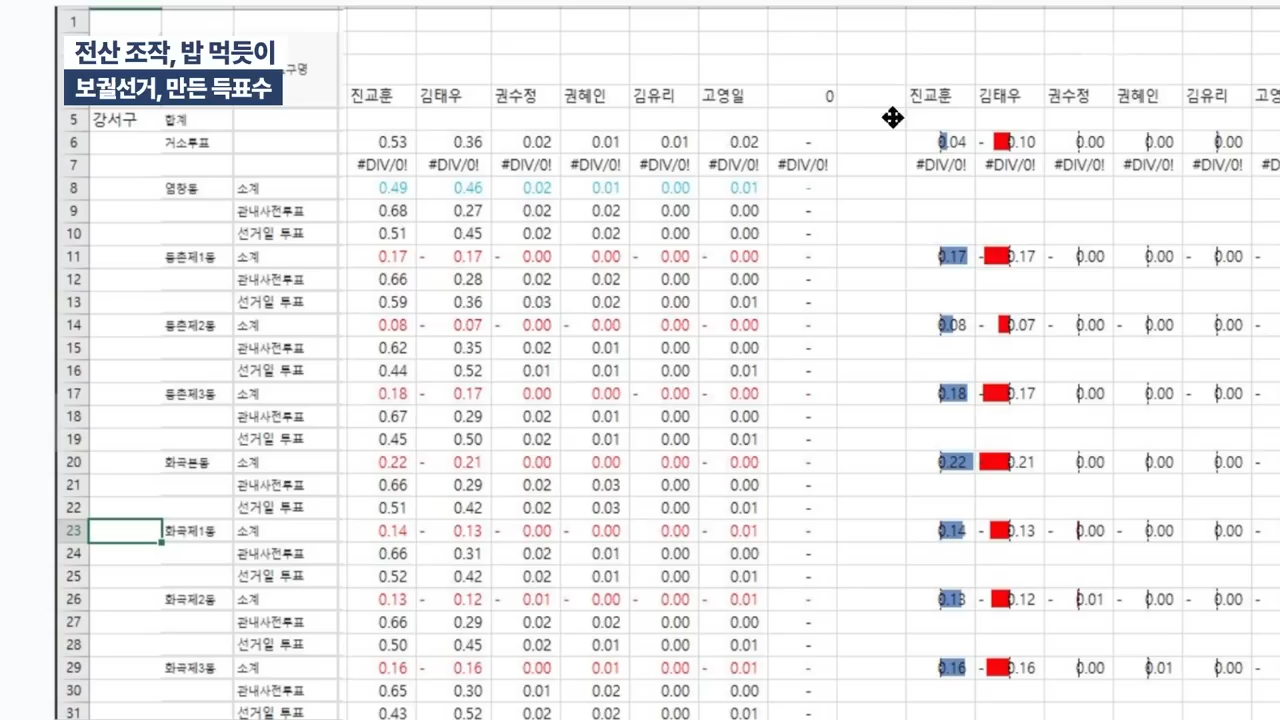 1
전산 조작, 밥 먹듯이
구명
보궐선거, 만든 득표수
진교훈 김태우 권수정 권혜인 김유리 고영일 0 진교훈 김태우 권수정 권혜인 김유리 고영
5 강서구 합계
6 거소투표 0.53 0.36 0.02 0.01 0.01 0.02 - 0.04 - 0.10 0.00 0.00 0.00
7 #DIV/0! #DIV/0! #DIV/0! #DIV/0! #DIV/0! #DIV/0! #DIV/0! #DIV/0! #DIV/0! #DIV/0! #DIV/0! #DIV/0! #D
8 염창동 소계 0.49 0.46 0.02 0.01 0.00 0.01 -
9 관내사전투표 0.68 0.27 0.02 0.02 0.00 0.00 -
10 선거일 투표 0.51 0.45 0.02 0.02 0.00 0.00 -
11 등촌제1동 소계 0.17 - 0.17 - 0.00 0.00 - 0.00 - 0.00 - 0.17 - 0.17 - 0.00 0.00 - 0.00 -
12 관내사전투표 0.66 0.28 0.02 0.02 0.00 0.00 -
13 선거일 투표 0.59 0.36 0.03 0.02 0.00 0.01 -
14 등촌제2동 소계 0.08 - 0.07 - 0.00 - 0.00 - 0.00 - 0.00 - 0.08 - 0.07 - 0.00 - 0.00 0.00 -
15 관내사전투표 0.62 0.35 0.02 0.01 0.00 0.00 -
16 선거일 투표 0.44 0.52 0.01 0.01 0.00 0.01 -
17 등촌제3동 소계 0.18 - 0.17 0.00 0.00 - 0.00 - 0.00 - 0.18 - 0.17 0.00 0.00 - 0.00 -
18 관내사전투표 0.67 0.29 0.02 0.01 0.00 0.00 -
19 선거일 투표 0.45 0.50 0.02 0.01 0.00 0.01 -
20 화곡본동 소계 0.22 - 0.21 0.00 0.00 0.00 - 0.00 - 0.22 0.21 0.00 0.00 0.00 -
21 관내사전투표 0.66 0.29 0.02 0.03 0.00 0.00 -
22 선거일 투표 0.51 0.42 0.02 0.03 0.00 0.01 -
23 화곡제1동 소계 0.14 - 0.13 - 0.00 - 0.00 0.00 - 0.01 - 0.14 - 0.13 - 0.00 - 0.00 0.00 -
24 관내사전투표 0.66 0.31 0.02 0.01 0.00 0.00 -
25 선거일 투표 0.52 0.42 0.02 0.01 0.00 0.01 -
26 화곡제2동 소계 0.13 - 0.12 - 0.01 - 0.00 - 0.00 - 0.01 - 0.13 - 0.12 - 0.01 - 0.00 - 0.00 -
27 관내사전투표 0.66 0.29 0.02 0.02 0.00 0.00 -
28 선거일 투표 0.50 0.45 0.02 0.01 0.00 0.01 -
29 화곡제3동 소계 0.16 - 0.16 0.00 0.01 0.00 - 0.01 - 0.16 - 0.16 0.00 0.01 0.00 -
30 관내사전투표 0.65 0.30 0.01 0.02 0.00 0.00 -
31 선거일 투표 0.43 0.52 0.02 0.02 0.00 0.01 -